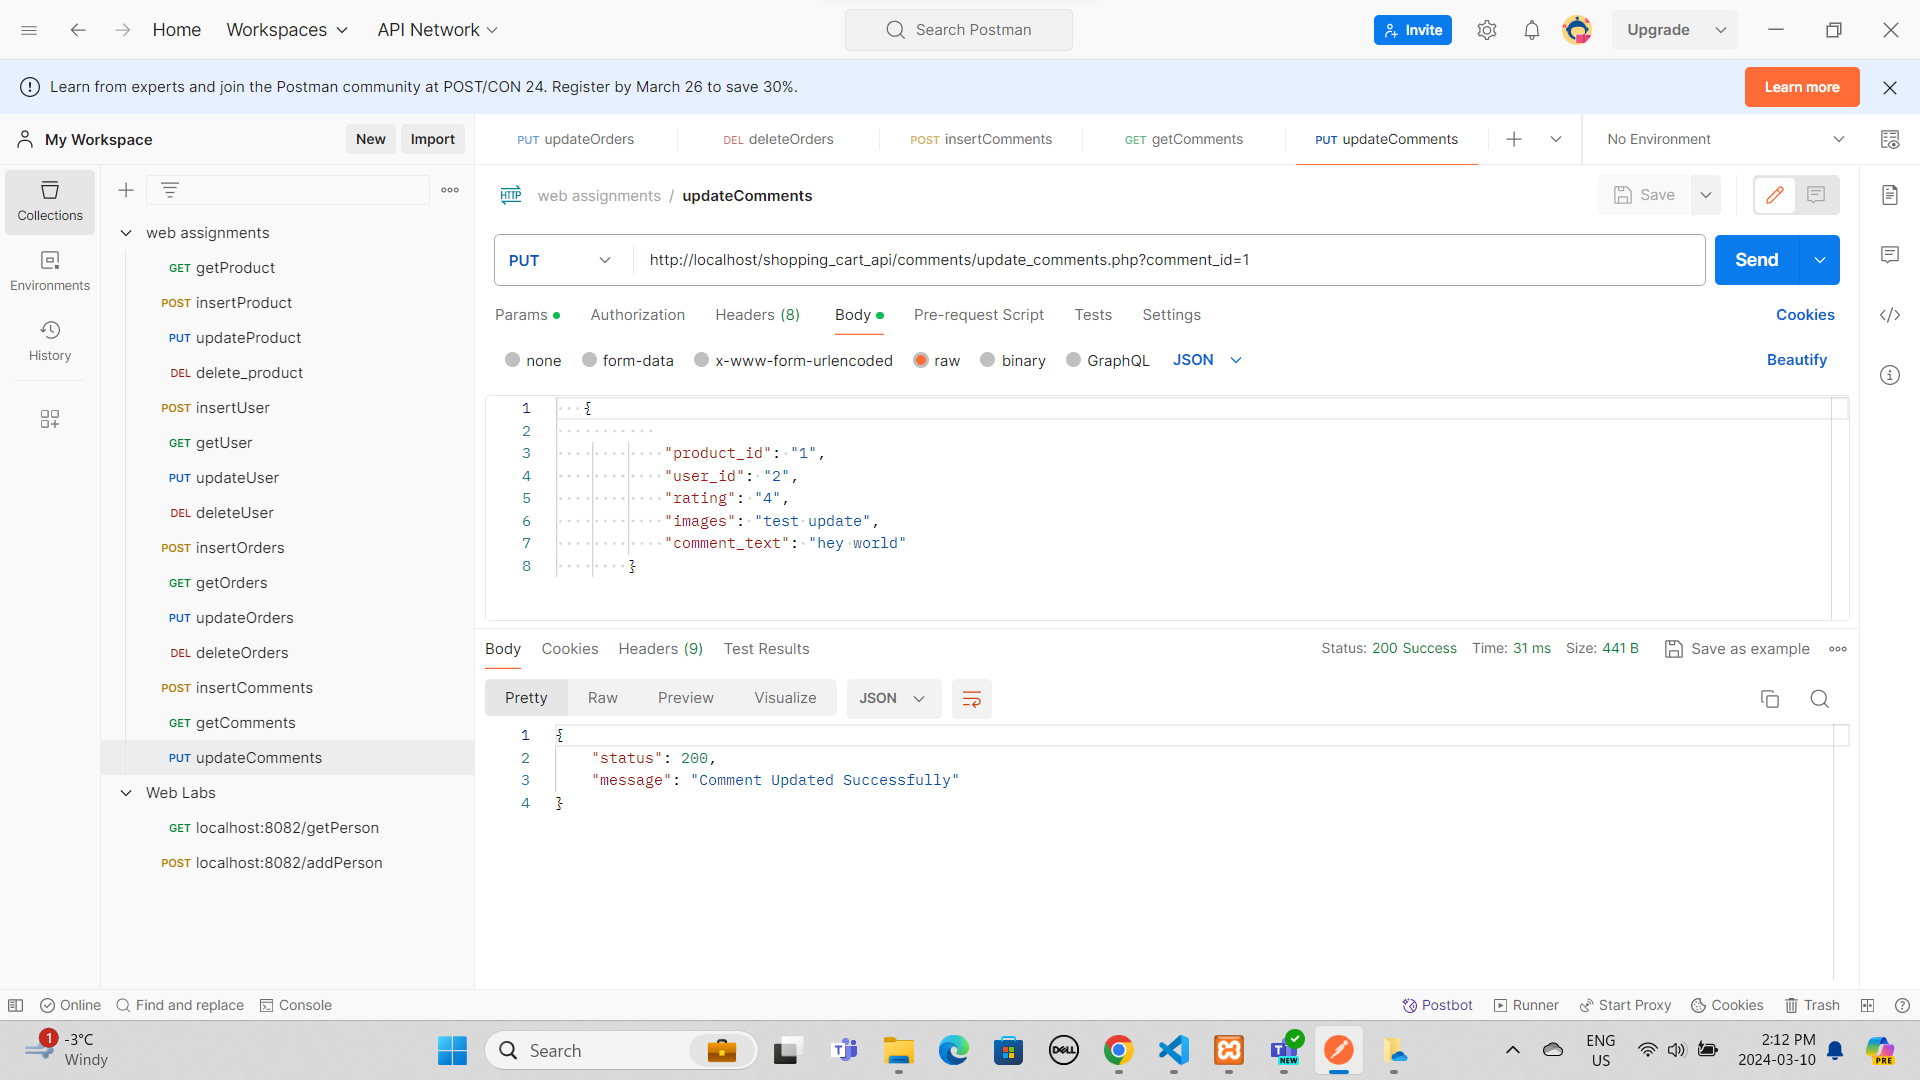 Home Workspaces API Network Search Postman Invite Upgrade
Learn from experts and join the Postman community at POST/CON 24. Register by March 26 to save 30%. Learn more
My Workspace New Import
PUT updateOrders DEL deleteOrders POST insertComments GET getComments PUT updateComments No Environment
Collections
Environments
History
web assignments
GET getProduct
POST insertProduct
PUT updateProduct
DEL delete_product
POST insertUser
GET getUser
PUT updateUser
DEL deleteUser
POST insertOrders
GET getOrders
PUT updateOrders
DEL deleteOrders
POST insertComments
GET getComments
PUT updateComments
Web Labs
GET localhost:8082/getPerson
POST localhost:8082/addPerson
HTTP web assignments / updateComments Save
PUT http://localhost/shopping_cart_api/comments/update_comments.php?comment_id=1 Send
Params Authorization Headers (8) Body Pre-request Script Tests Settings Cookies
none form-data x-www-form-urlencoded raw binary GraphQL JSON Beautify
1 {
2
3 "product_id": "1",
4 "user_id": "2",
5 "rating": "4",
6 "images": "test update",
7 "comment_text": "hey world"
8 }
Body Cookies Headers (9) Test Results Status: 200 Success Time: 31 ms Size: 441 B Save as example
Pretty Raw Preview Visualize JSON
1 {
2 "status": 200,
3 "message": "Comment Updated Successfully"
4 }
Online Find and replace Console Postbot Runner Start Proxy Cookies Trash
1 -3°C
Windy
Search
DELL
NEW
ENG
US
2:12 PM
2024-03-10
PRE